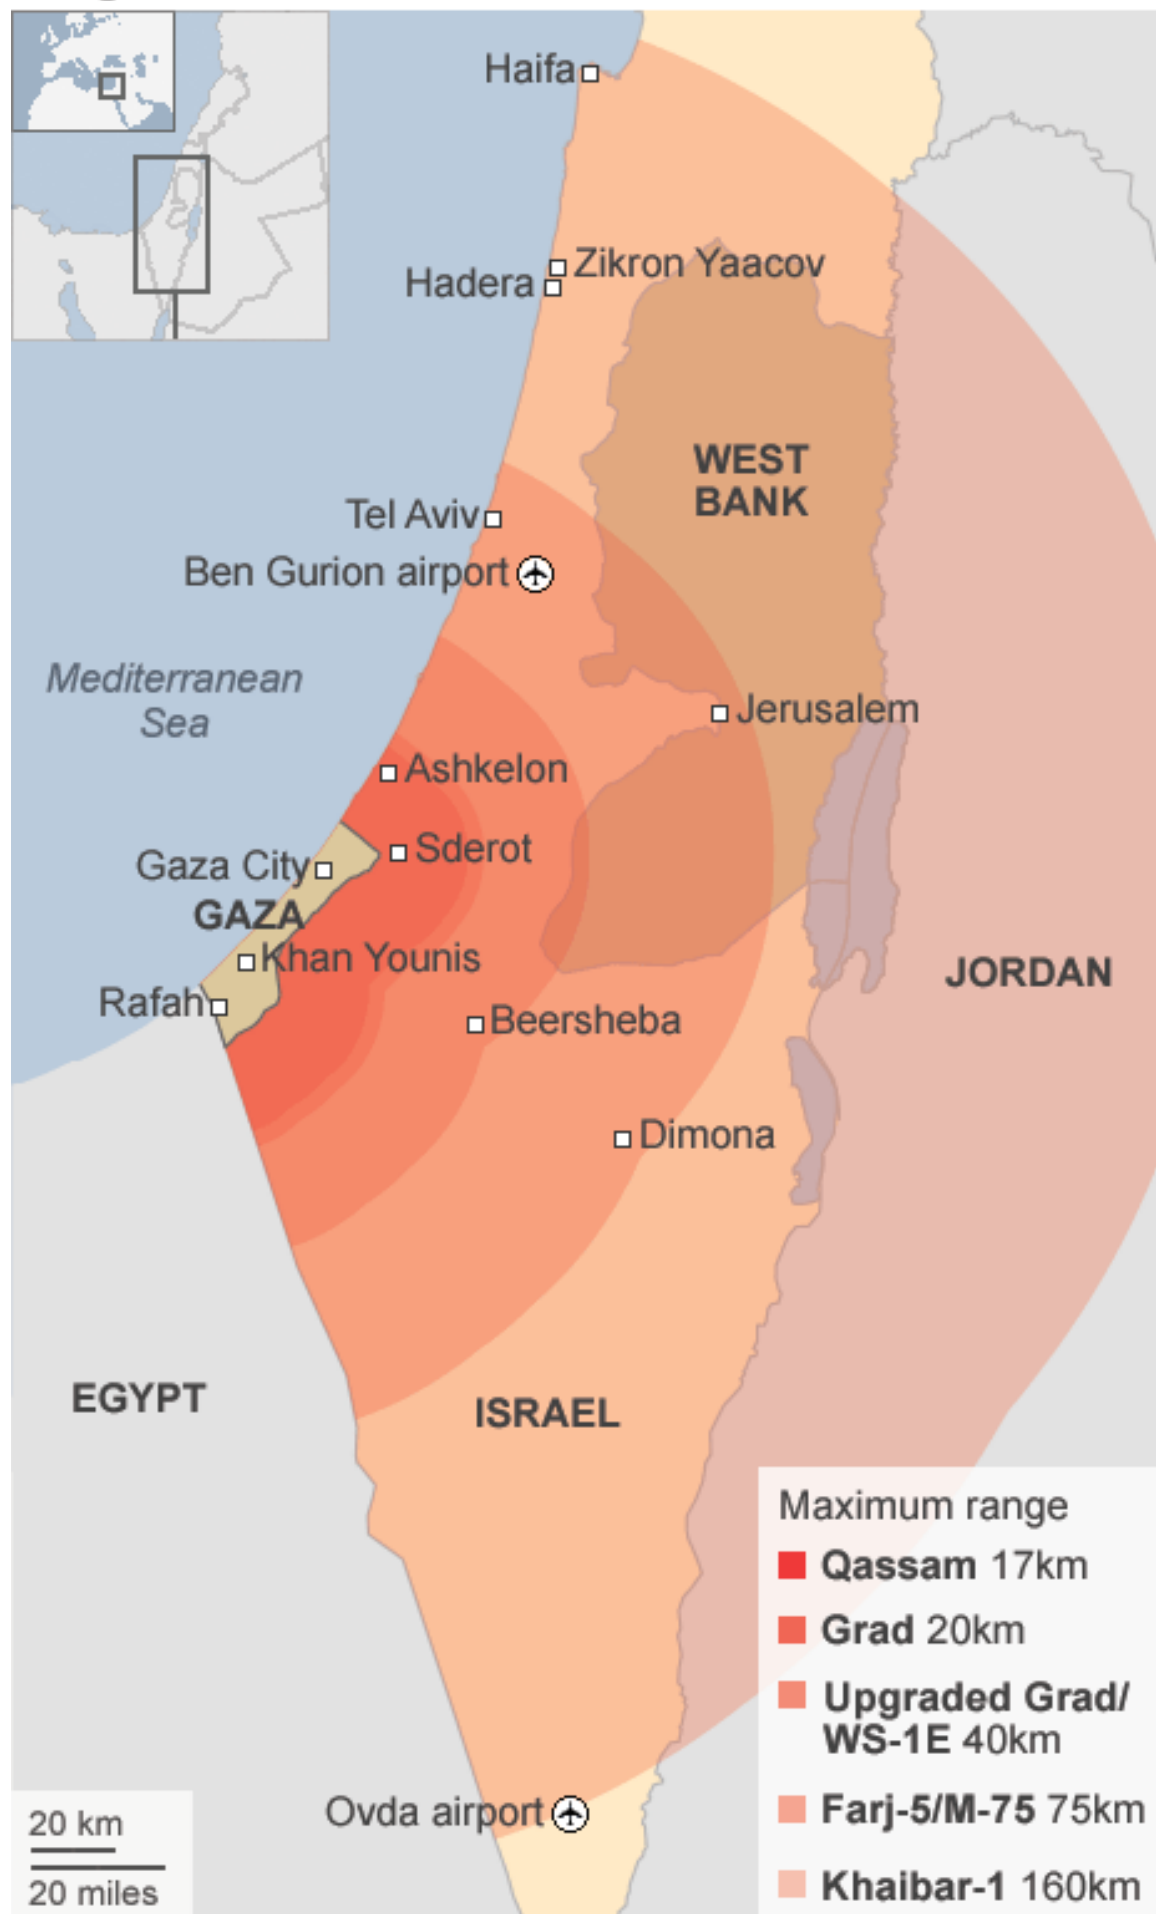 Haifa
Zikron Yaacov
Hadera
WEST
BANK
Tel Aviv
Ben Gurion airport
Mediterranean
Sea
Jerusalem
Ashkelon
Sderot
Gaza City
GAZA
Khan Younis
JORDAN
Rafah
Beersheba
Dimona
EGYPT
ISRAEL
Maximum range
Qassam 17km
Grad 20km
Upgraded Grad/
WS-1E 40km
Farj-5/M-75 75km
Khaibar-1 160km
Ovda airport
20 km
20 miles